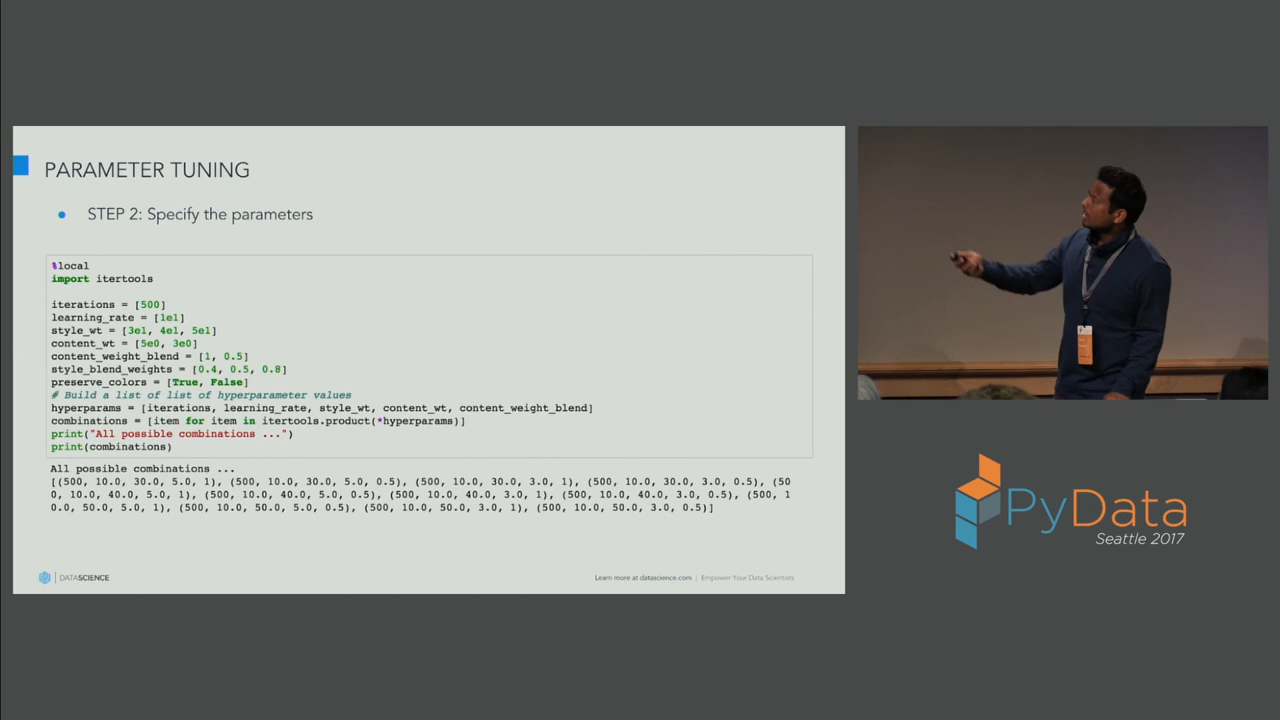 PARAMETER TUNING
● STEP 2: Specify the parameters
%local
import itertools
iterations = [500]
learning_rate = [1e1]
style_wt = [3e1, 4e1, 5e1]
content_wt = [5e0, 3e0]
content_weight_blend = [1, 0.5]
style_blend_weights = [0.4, 0.5, 0.8]
preserve_colors = [True, False]
# Build a list of list of hyperparameter values
hyperparams = [iterations, learning_rate, style_wt, content_wt, content_weight_blend]
combinations = [item for item in itertools.product(*hyperparams)]
print("All possible combinations ...")
print(combinations)
All possible combinations ...
[(500, 10.0, 30.0, 5.0, 1), (500, 10.0, 30.0, 5.0, 0.5), (500, 10.0, 30.0, 3.0, 1), (500, 10.0, 30.0, 3.0, 0.5), (50
0, 10.0, 40.0, 5.0, 1), (500, 10.0, 40.0, 5.0, 0.5), (500, 10.0, 40.0, 3.0, 1), (500, 10.0, 40.0, 3.0, 0.5), (500, 1
0.0, 50.0, 5.0, 1), (500, 10.0, 50.0, 5.0, 0.5), (500, 10.0, 50.0, 3.0, 1), (500, 10.0, 50.0, 3.0, 0.5)]
DATASCIENCE
Learn more at datascience.com | Empower Your Data Scientists
PyData
Seattle 2017